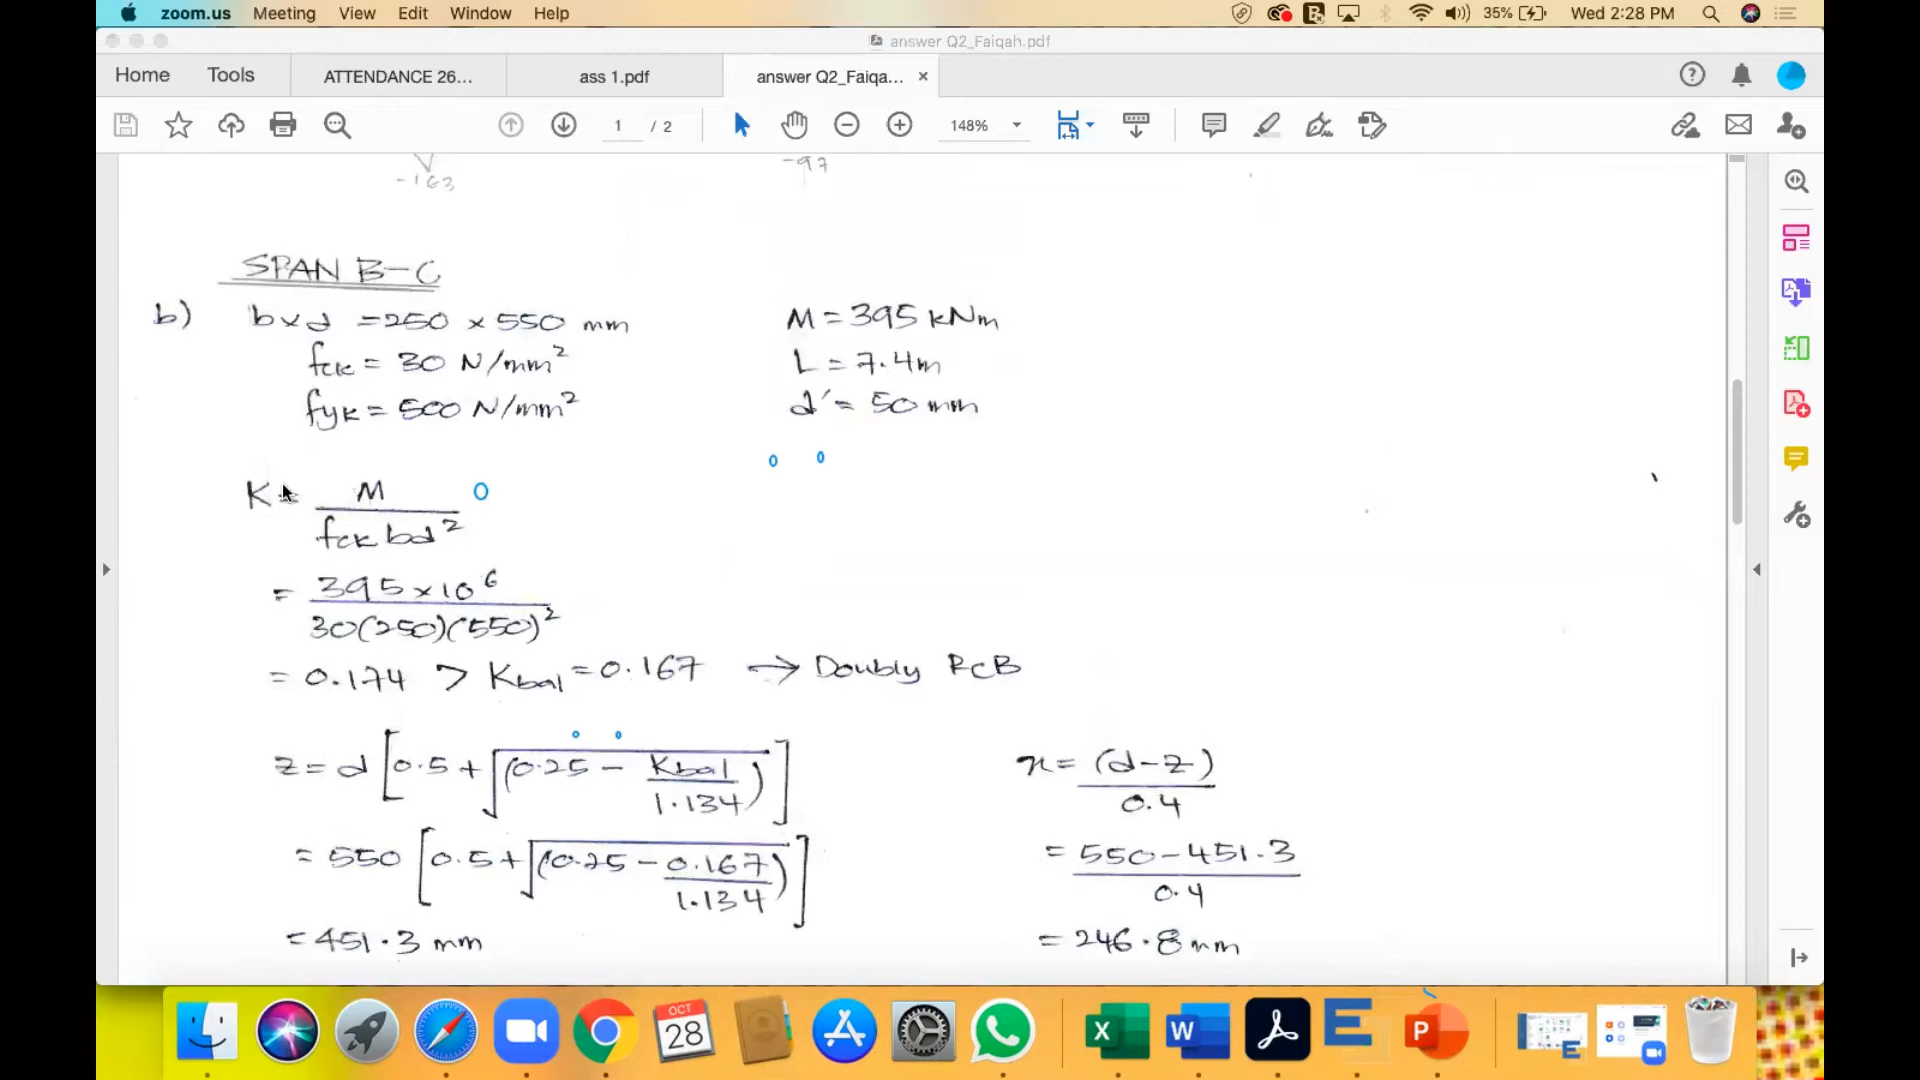 zoom.us Meeting View Edit Window Help 35% Wed 2:28 PM
answer Q2_Faiqah.pdf
Home Tools ATTENDANCE 26... ass 1.pdf answer Q2_Faiqa... ×
1 / 2 148%
-163 -97
SPAN B-C
b) b×d = 250 × 550 mm M = 395 kNm
fck = 30 N/mm² L = 7.4m
fyk = 500 N/mm² d' = 50 mm
K = M
fck bd²
= 395×10⁶
30(250)(550)²
= 0.174 > Kbal = 0.167 → Doubly RCB
z = d [0.5 + √(0.25 - Kbal/1.134)] x = (d-z)
0.4
= 550 [0.5 + √(0.25 - 0.167/1.134)] = 550 - 451.3
0.4
= 451.3 mm = 246.8 mm
OCT
28
X W E P
E